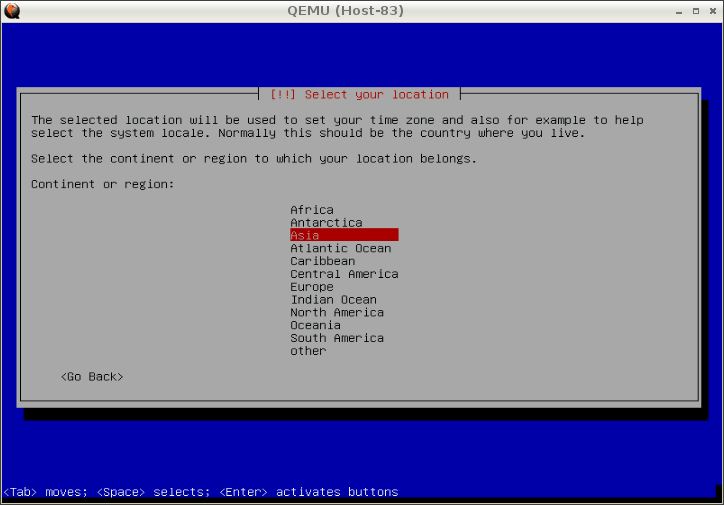 QEMU (Host-83)
[!!] Select your location
The selected location will be used to set your time zone and also for example to help
select the system locale. Normally this should be the country where you live.
Select the continent or region to which your location belongs.
Continent or region:
Africa
Antarctica
Asia
Atlantic Ocean
Caribbean
Central America
Europe
Indian Ocean
North America
Oceania
South America
other
<Go Back>
<Tab> moves; <Space> selects; <Enter> activates buttons